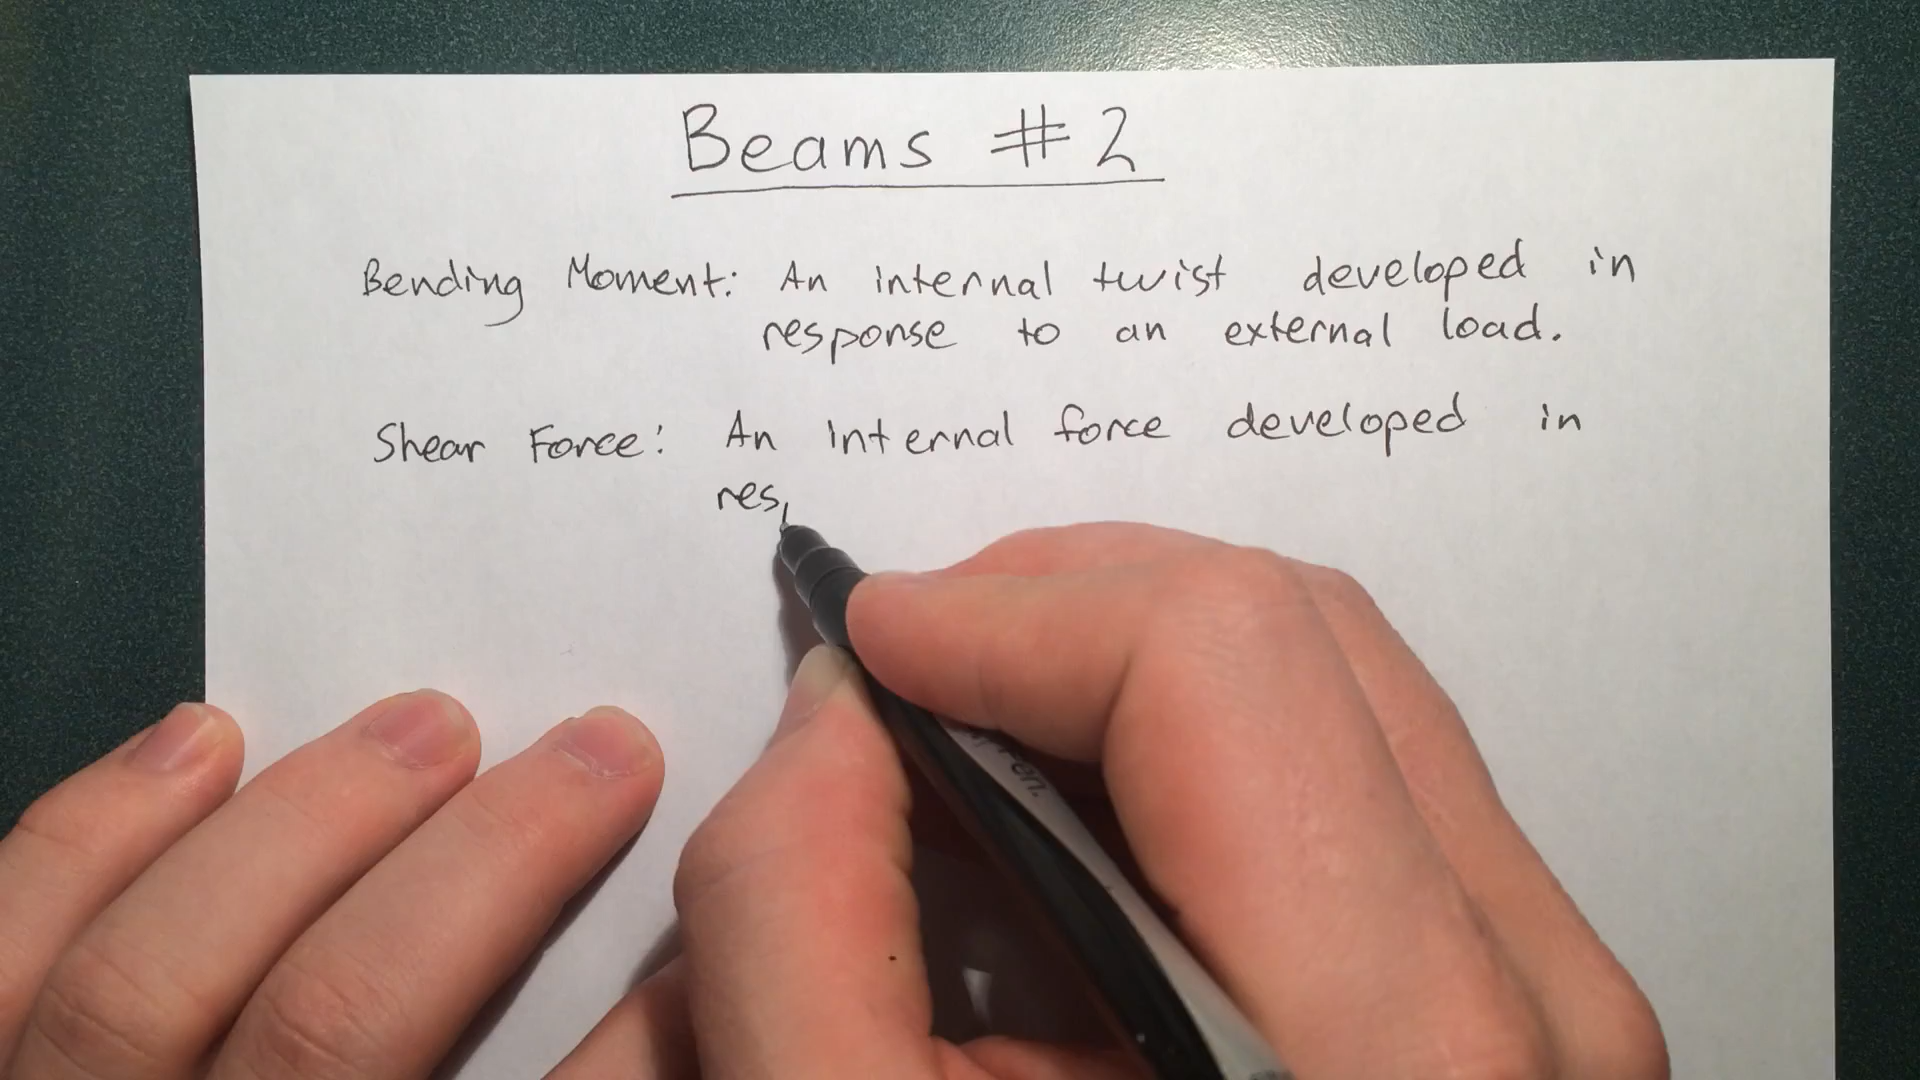 Beams #2
Bending Moment: An internal twist developed in
response to an external load.
Shear Force: An internal force developed in
res